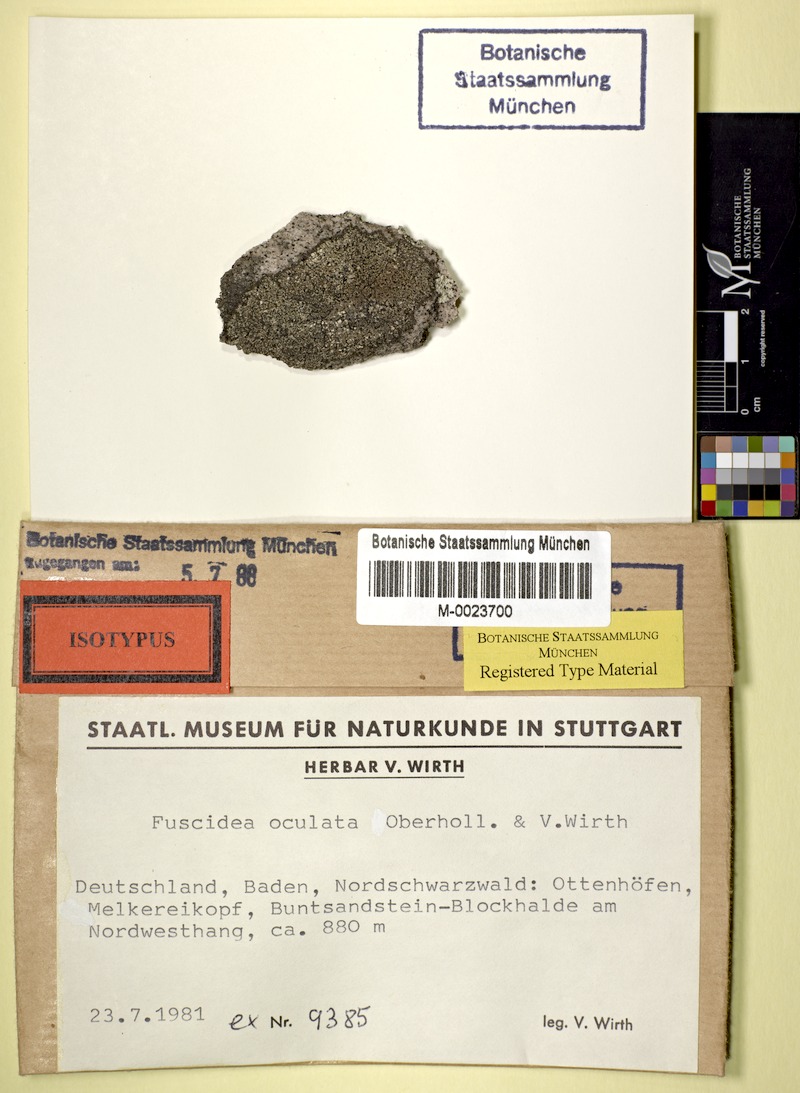 Botanische
Staatssammlung
München
BOTANISCHE
STAATSSAMMLUNG
MÜNCHEN
M
2
1
0
cm
copyright reserved
Botanische Staatssammlung München
Zugegangen am:
5. 7. 88
Botanische Staatssammlung München
M-0023700
ISOTYPUS
BOTANISCHE STAATSSAMMLUNG
MÜNCHEN
Registered Type Material
STAATL. MUSEUM FÜR NATURKUNDE IN STUTTGART
HERBAR V. WIRTH
Fuscidea oculata Oberholl. & V.Wirth
Deutschland, Baden, Nordschwarzwald: Ottenhöfen,
Melkereikopf, Buntsandstein-Blockhalde am
Nordwesthang, ca. 880 m
23.7.1981 ex Nr. 9385 leg. V. Wirth